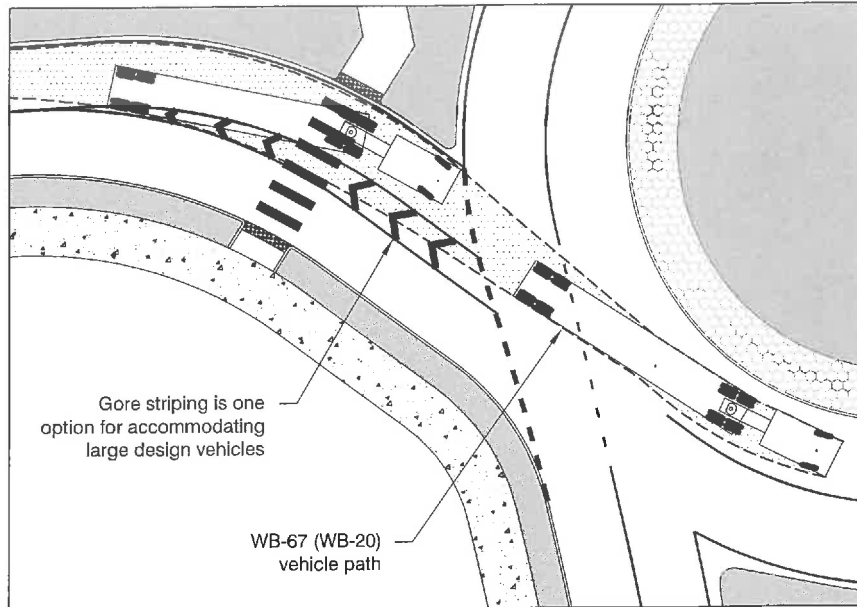 Gore striping is one
option for accommodating
large design vehicles
WB-67 (WB-20)
vehicle path